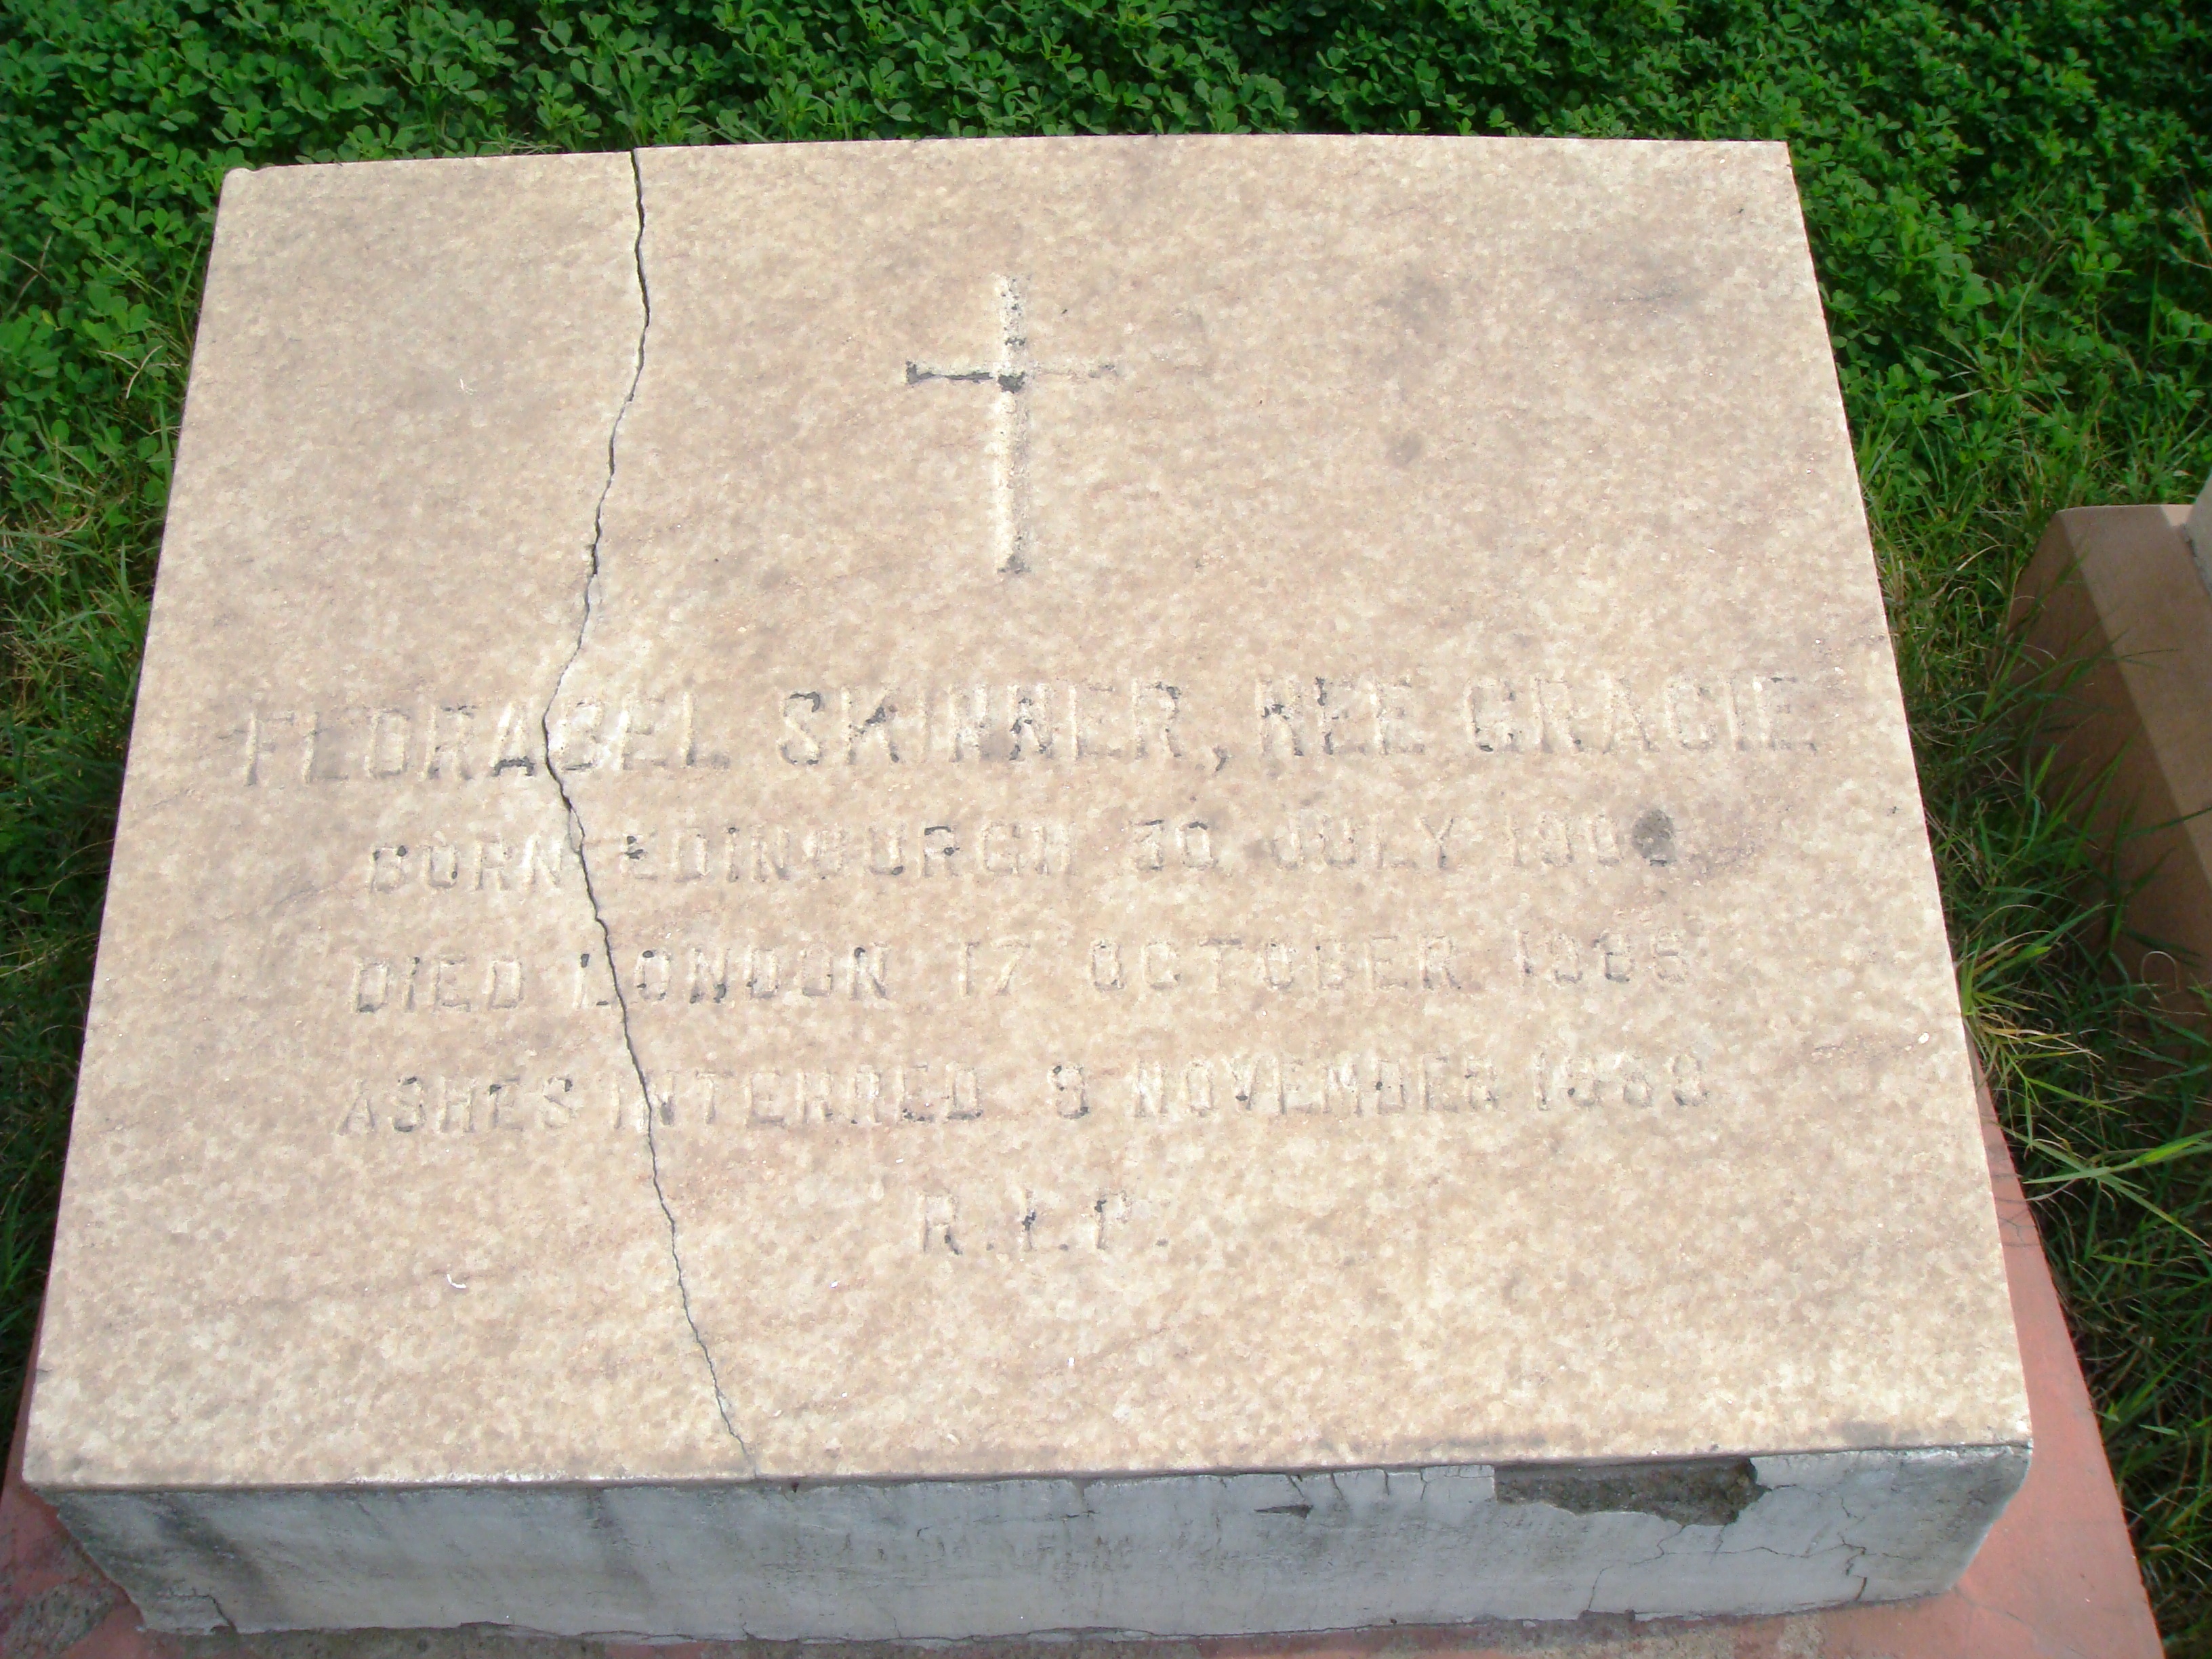 FLORABEL SKINNER, NEE GRACIE
BORN EDINBURGH 30 JULY
DIED LONDON 17 OCTOBER
ASHES INTERRED NOVEMBER
R.I.P.